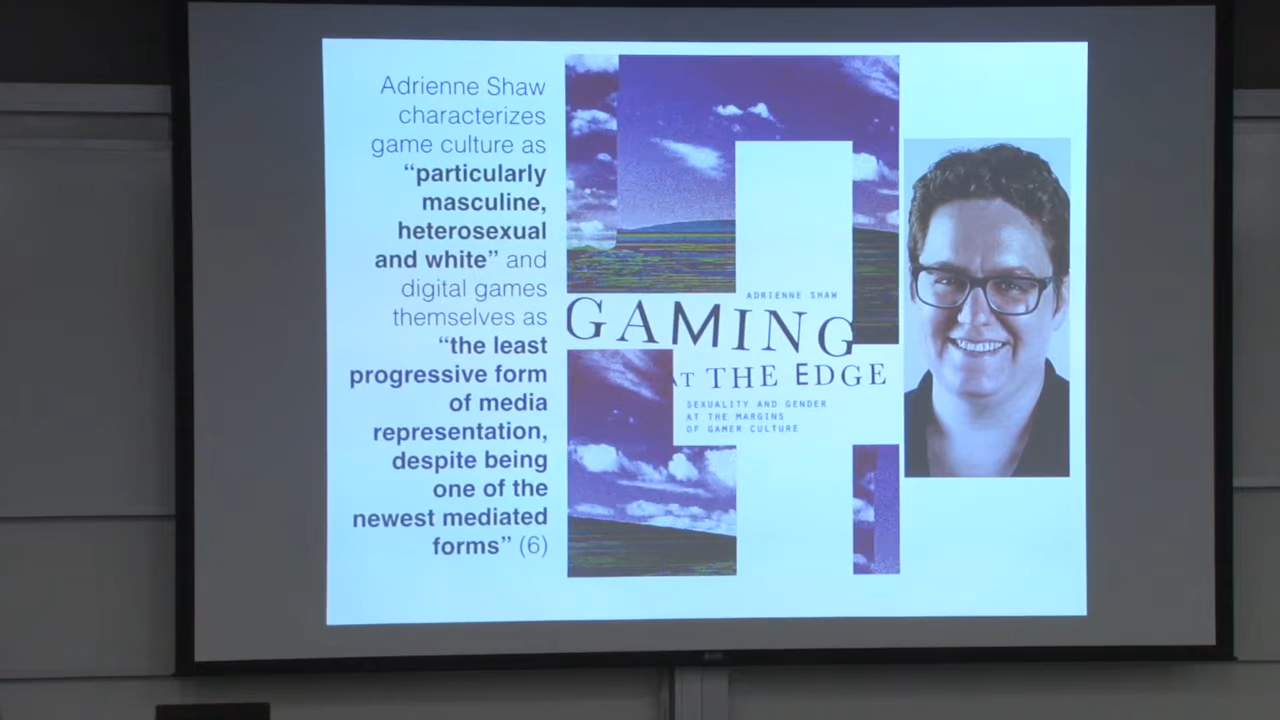 Adrienne Shaw
characterizes
game culture as
“particularly
masculine,
heterosexual
and white” and
digital games
themselves as
“the least
progressive form
of media
representation,
despite being
one of the
newest mediated
forms” (6)
ADRIENNE SHAW
GAMING
AT THE EDGE
SEXUALITY AND GENDER
AT THE MARGINS
OF GAMER CULTURE